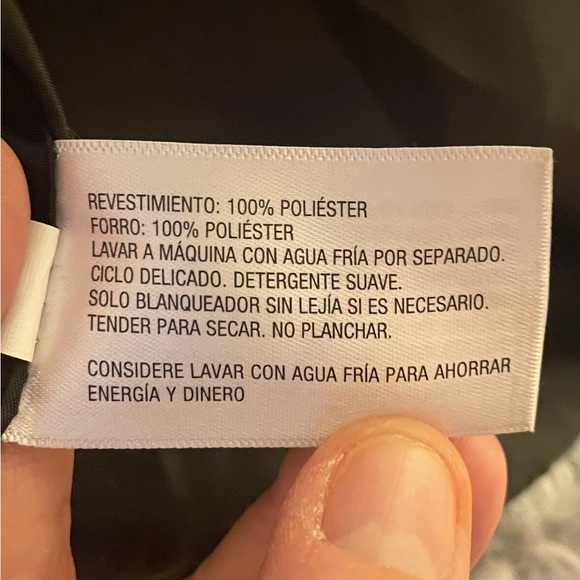 REVESTIMIENTO: 100% POLIÉSTER
FORRO: 100% POLIÉSTER
LAVAR A MÁQUINA CON AGUA FRÍA POR SEPARADO.
CICLO DELICADO. DETERGENTE SUAVE.
SOLO BLANQUEADOR SIN LEJÍA SI ES NECESARIO.
TENDER PARA SECAR. NO PLANCHAR.
CONSIDERE LAVAR CON AGUA FRÍA PARA AHORRAR
ENERGÍA Y DINERO